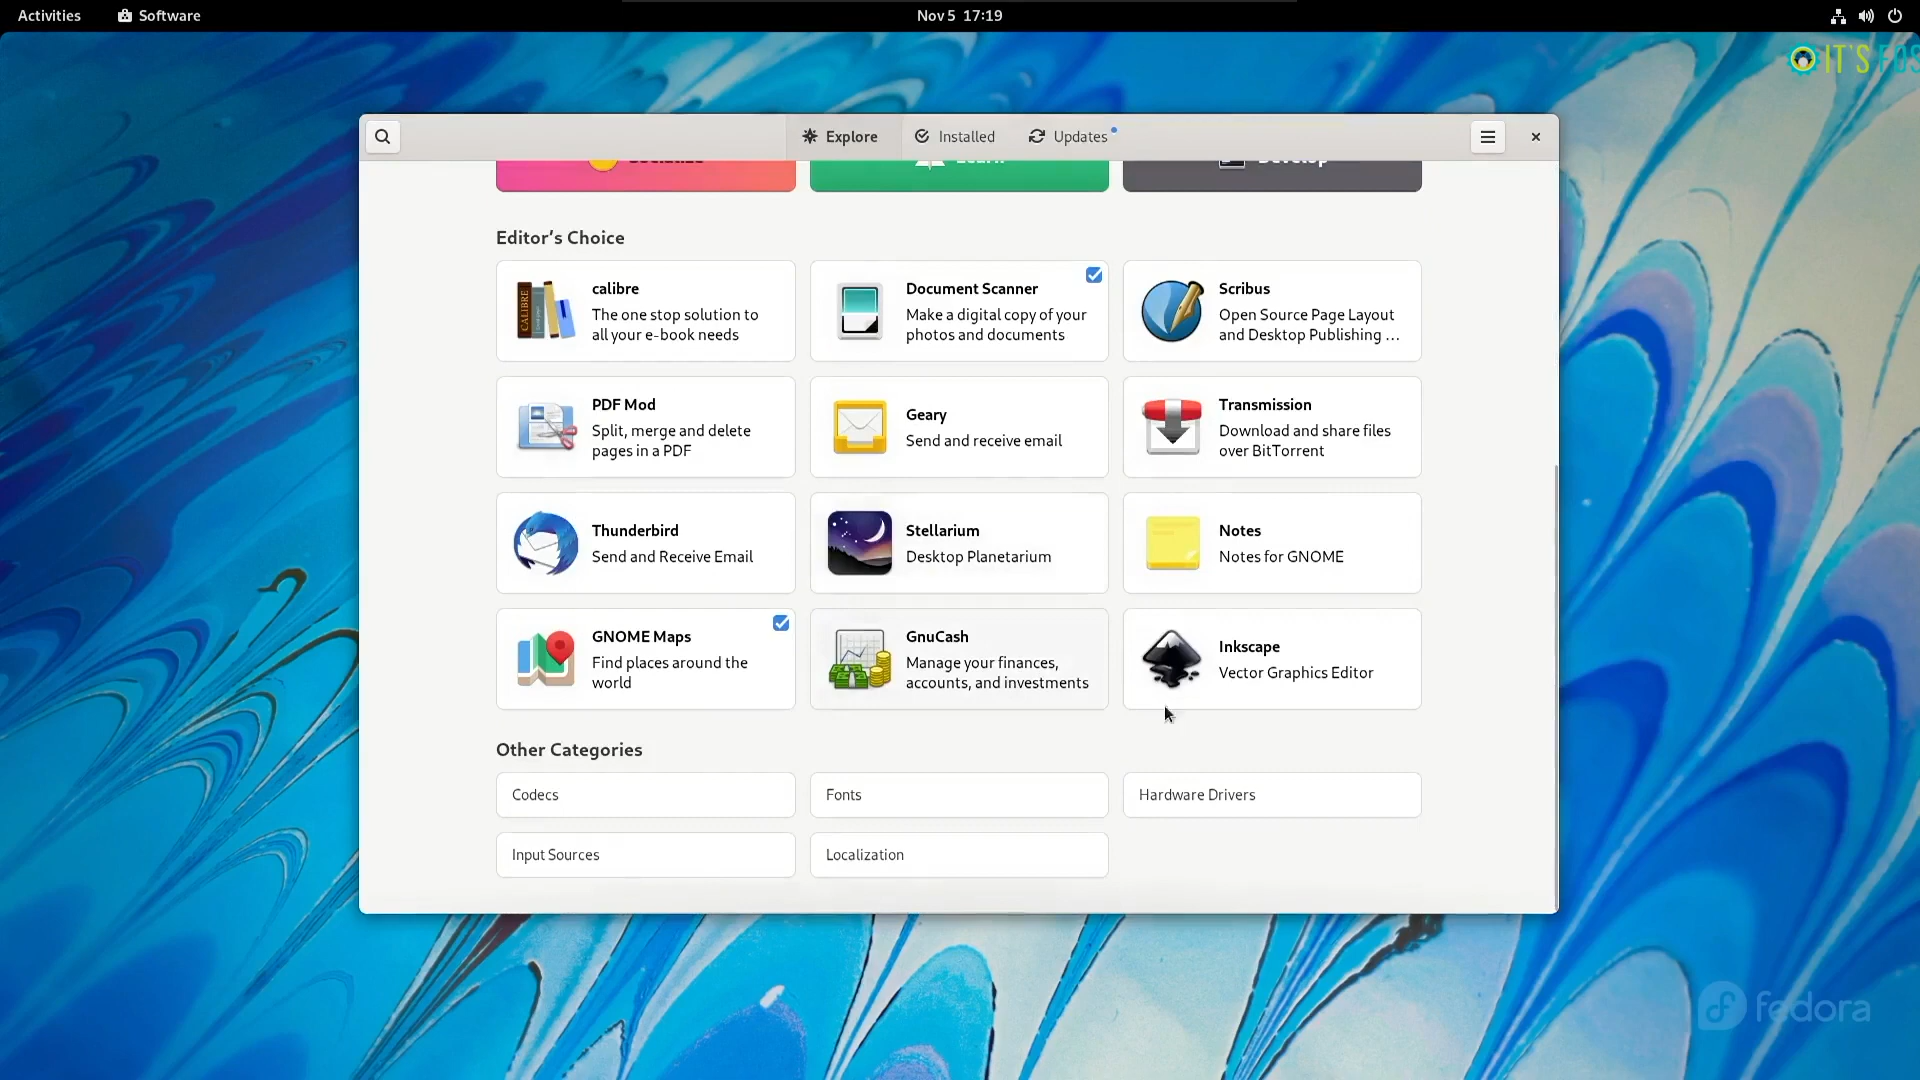 Activities
Software
Nov 5 17:19
IT'S FOS
Explore
Installed
Updates
Socialize
Learn
Develop
Editor's Choice
calibre
The one stop solution to
all your e-book needs
Document Scanner
Make a digital copy of your
photos and documents
Scribus
Open Source Page Layout
and Desktop Publishing …
PDF Mod
Split, merge and delete
pages in a PDF
Geary
Send and receive email
Transmission
Download and share files
over BitTorrent
Thunderbird
Send and Receive Email
Stellarium
Desktop Planetarium
Notes
Notes for GNOME
GNOME Maps
Find places around the
world
GnuCash
Manage your finances,
accounts, and investments
Inkscape
Vector Graphics Editor
Other Categories
Codecs
Fonts
Hardware Drivers
Input Sources
Localization
fedora
CALIBRE